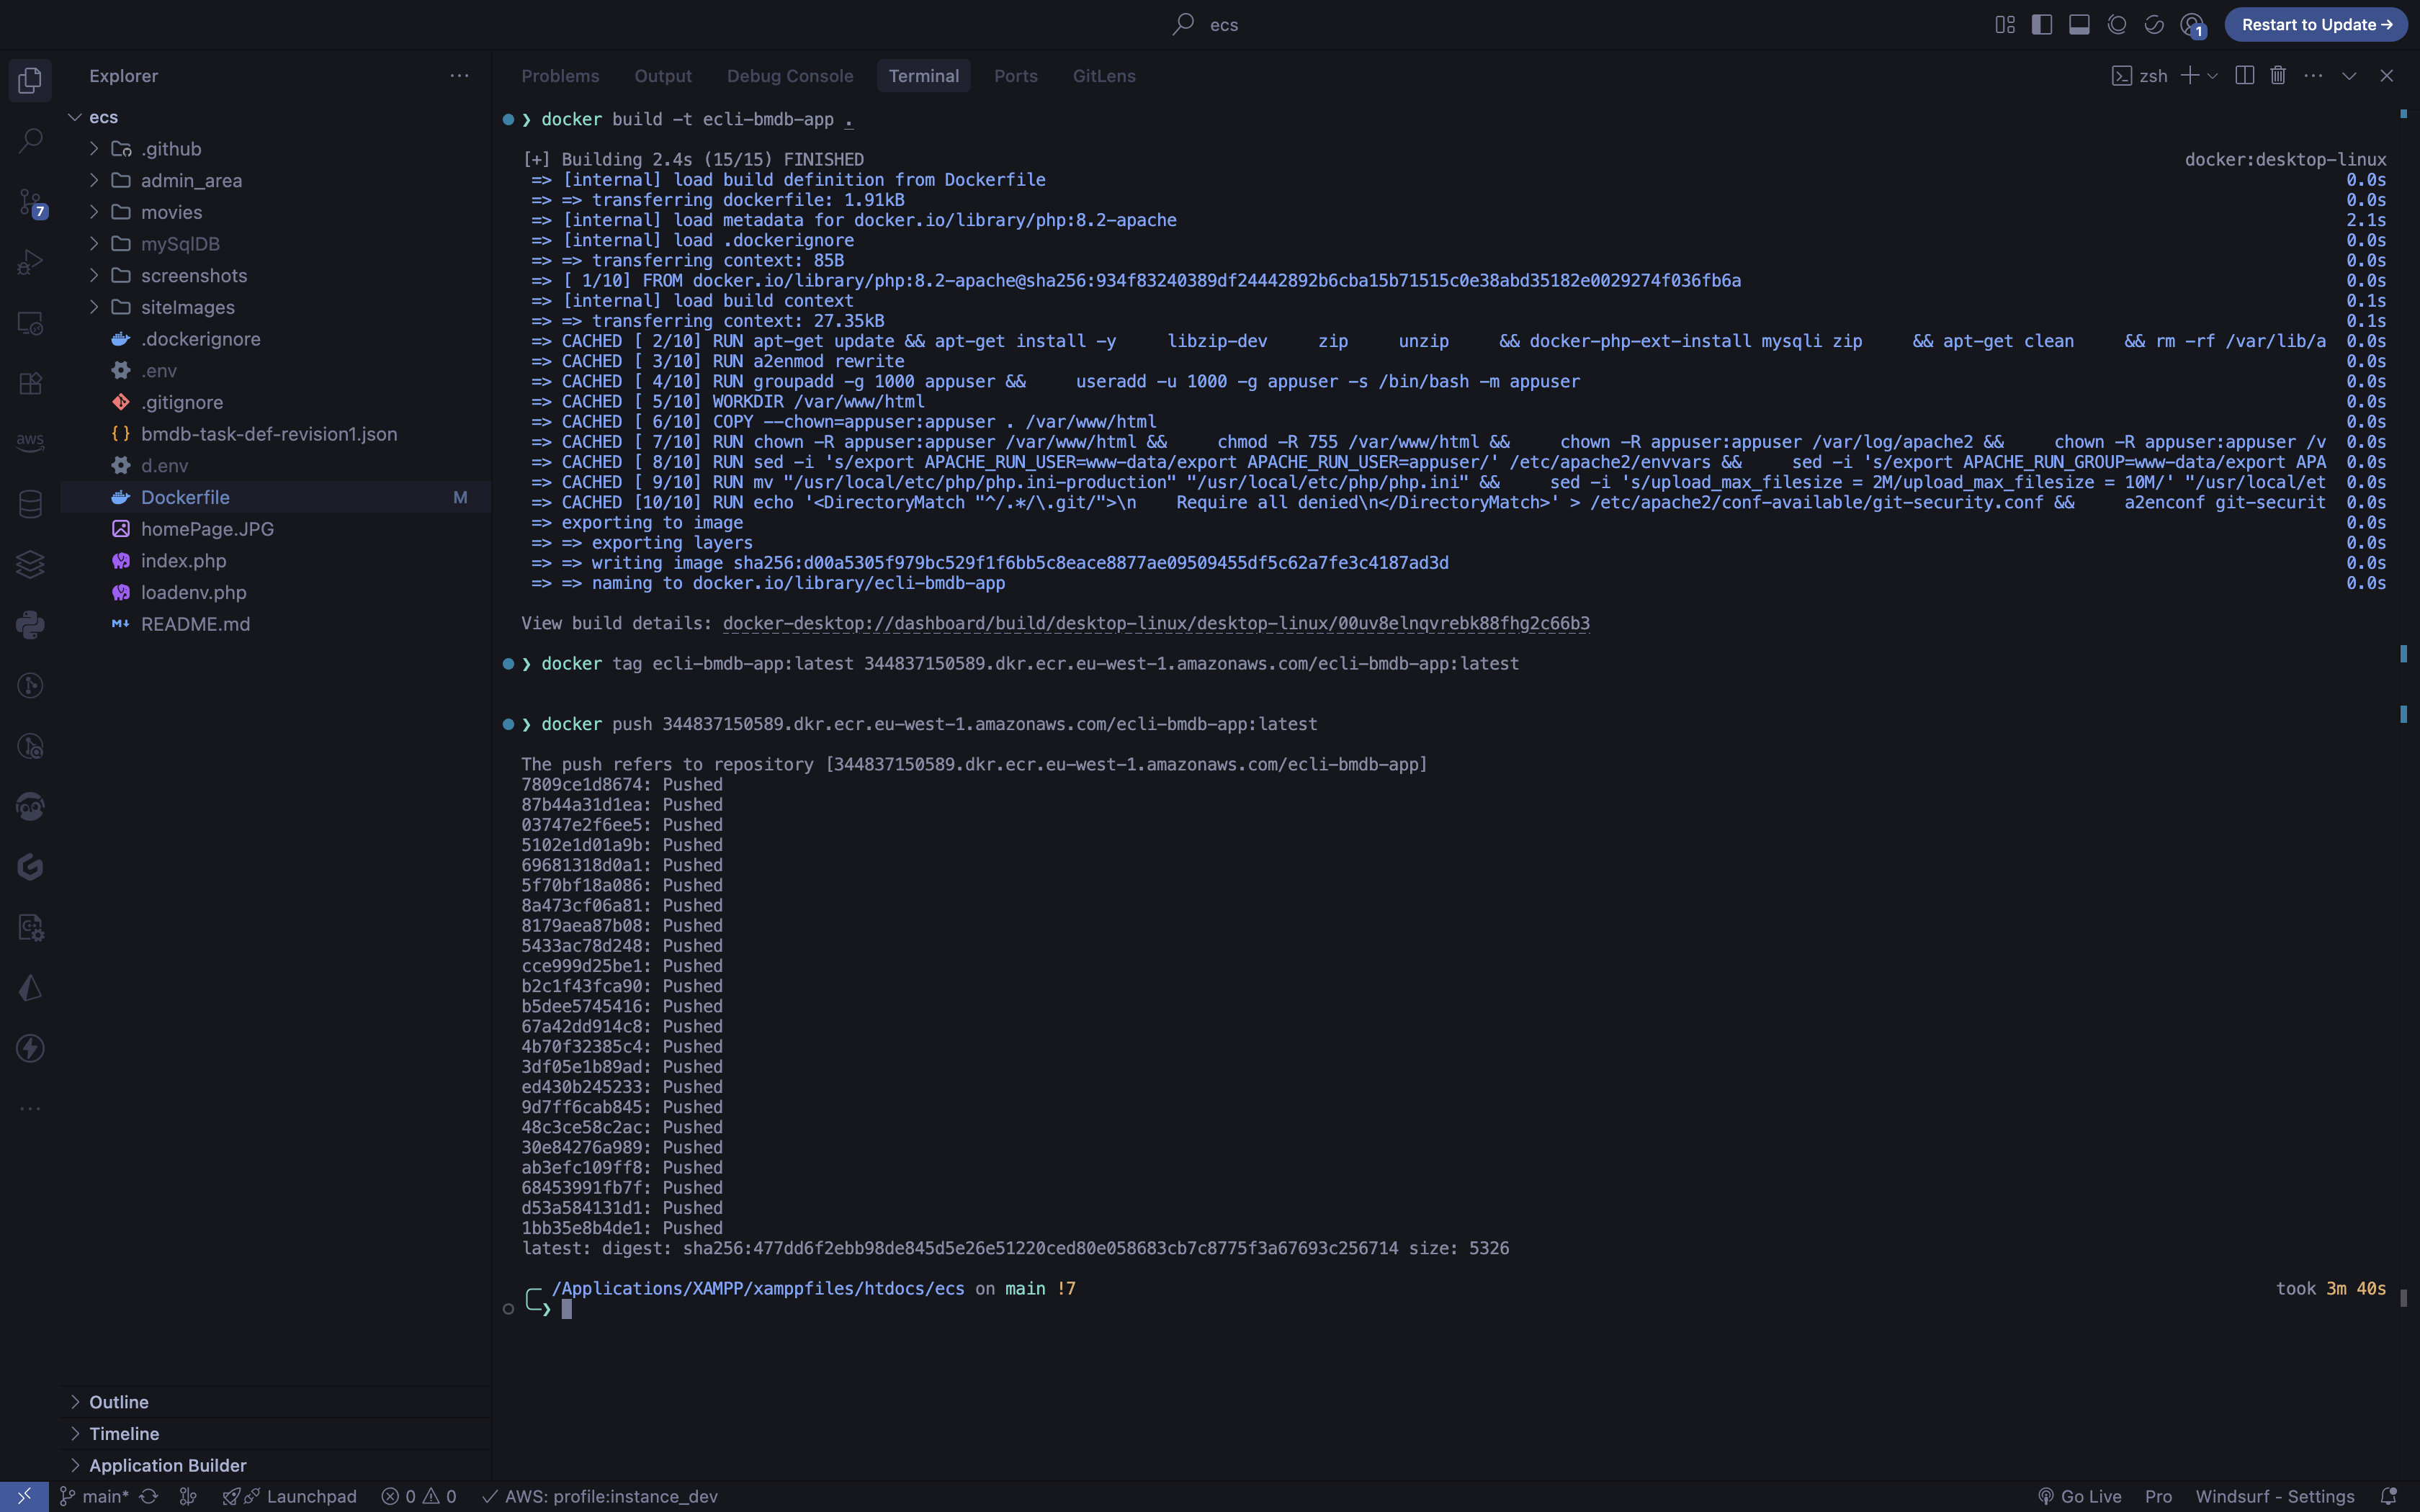 ecs
1
Restart to Update →
Explorer
Problems
Output
Debug Console
Terminal
Ports
GitLens
zsh
ecs
.github
admin_area
movies
mySqlDB
screenshots
siteImages
.dockerignore
.env
.gitignore
bmdb-task-def-revision1.json
d.env
Dockerfile M
homePage.JPG
index.php
loadenv.php
README.md
7
aws
❯ docker build -t ecli-bmdb-app .
[+] Building 2.4s (15/15) FINISHED docker:desktop-linux
=> [internal] load build definition from Dockerfile 0.0s
=> => transferring dockerfile: 1.91kB 0.0s
=> [internal] load metadata for docker.io/library/php:8.2-apache 2.1s
=> [internal] load .dockerignore 0.0s
=> => transferring context: 85B 0.0s
=> [ 1/10] FROM docker.io/library/php:8.2-apache@sha256:934f83240389df24442892b6cba15b71515c0e38abd35182e0029274f036fb6a 0.0s
=> [internal] load build context 0.1s
=> => transferring context: 27.35kB 0.1s
=> CACHED [ 2/10] RUN apt-get update && apt-get install -y libzip-dev zip unzip && docker-php-ext-install mysqli zip && apt-get clean && rm -rf /var/lib/a 0.0s
=> CACHED [ 3/10] RUN a2enmod rewrite 0.0s
=> CACHED [ 4/10] RUN groupadd -g 1000 appuser && useradd -u 1000 -g appuser -s /bin/bash -m appuser 0.0s
=> CACHED [ 5/10] WORKDIR /var/www/html 0.0s
=> CACHED [ 6/10] COPY --chown=appuser:appuser . /var/www/html 0.0s
=> CACHED [ 7/10] RUN chown -R appuser:appuser /var/www/html && chmod -R 755 /var/www/html && chown -R appuser:appuser /var/log/apache2 && chown -R appuser:appuser /v 0.0s
=> CACHED [ 8/10] RUN sed -i 's/export APACHE_RUN_USER=www-data/export APACHE_RUN_USER=appuser/' /etc/apache2/envvars && sed -i 's/export APACHE_RUN_GROUP=www-data/export APA 0.0s
=> CACHED [ 9/10] RUN mv "/usr/local/etc/php/php.ini-production" "/usr/local/etc/php/php.ini" && sed -i 's/upload_max_filesize = 2M/upload_max_filesize = 10M/' "/usr/local/et 0.0s
=> CACHED [10/10] RUN echo '<DirectoryMatch "^/.*/\.git/">\n Require all denied\n</DirectoryMatch>' > /etc/apache2/conf-available/git-security.conf && a2enconf git-securit 0.0s
=> exporting to image 0.0s
=> => exporting layers 0.0s
=> => writing image sha256:d00a5305f979bc529f1f6bb5c8eace8877ae09509455df5c62a7fe3c4187ad3d 0.0s
=> => naming to docker.io/library/ecli-bmdb-app 0.0s
View build details: docker-desktop://dashboard/build/desktop-linux/desktop-linux/00uv8elnqvrebk88fhg2c66b3
❯ docker tag ecli-bmdb-app:latest 344837150589.dkr.ecr.eu-west-1.amazonaws.com/ecli-bmdb-app:latest
❯ docker push 344837150589.dkr.ecr.eu-west-1.amazonaws.com/ecli-bmdb-app:latest
The push refers to repository [344837150589.dkr.ecr.eu-west-1.amazonaws.com/ecli-bmdb-app]
7809ce1d8674: Pushed
87b44a31d1ea: Pushed
03747e2f6ee5: Pushed
5102e1d01a9b: Pushed
69681318d0a1: Pushed
5f70bf18a086: Pushed
8a473cf06a81: Pushed
8179aea87b08: Pushed
5433ac78d248: Pushed
cce999d25be1: Pushed
b2c1f43fca90: Pushed
b5dee5745416: Pushed
67a42dd914c8: Pushed
4b70f32385c4: Pushed
3df05e1b89ad: Pushed
ed430b245233: Pushed
9d7ff6cab845: Pushed
48c3ce58c2ac: Pushed
30e84276a989: Pushed
ab3efc109ff8: Pushed
68453991fb7f: Pushed
d53a584131d1: Pushed
1bb35e8b4de1: Pushed
latest: digest: sha256:477dd6f2ebb98de845d5e26e51220ced80e058683cb7c8775f3a67693c256714 size: 5326
/Applications/XAMPP/xamppfiles/htdocs/ecs on main !7 took 3m 40s
❯
Outline
Timeline
Application Builder
main*
Launchpad
0
0
AWS: profile:instance_dev
Go Live
Pro
Windsurf - Settings